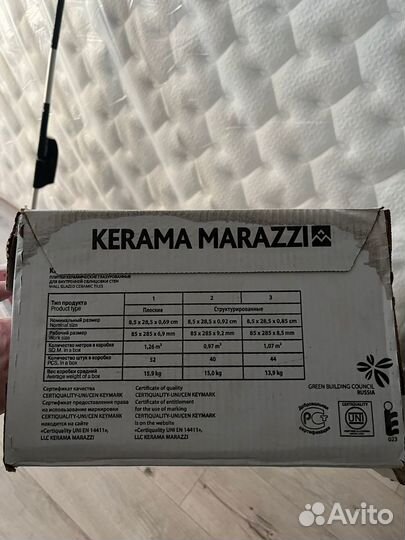 KERAMA MARAZZI
ПЛИТКИ КЕРАМИЧЕСКИЕ ГЛАЗУРОВАННЫЕ
ДЛЯ ВНУТРЕННЕЙ ОБЛИЦОВКИ СТЕН
WALL GLAZED CERAMIC TILES
Тип продукта 1 2 3
Product type Плоские Структурированные
Номинальный размер 8,5 x 28,5 x 0,69 cm 8,5 x 28,5 x 0,92 cm 8,5 x 28,5 x 0,85 cm
Nominal size
Рабочий размер 85 x 285 x 6,9 mm 85 x 285 x 9,2 mm 85 x 285 x 8,5 mm
Work size
Количество метров в коробке 1,26 m² 0,97 m² 1,07 m²
SQ.M. in a box
Количество штук в коробке 52 40 44
PCS. in a box
Вес коробки средний 15,9 kg 15,0 kg 13,9 kg
Average weight of a box
Сертификат качества Certificate of quality
CERTIQUALITY-UNI/CEN KEYMARK CERTIQUALITY-UNI/CEN KEYMARK
Сертификат предоставления права Certificate of entitlement
на использование маркировки for the use of marking
CERTIQUALITY-UNI/CEN KEYMARK CERTIQUALITY-UNI/CEN KEYMARK
находится на сайте Is on the website
«Certiquality UNI EN 14411», «Certiquality UNI EN 14411»,
LLC KERAMA MARAZZI LLC KERAMA MARAZZI
GREEN BUILDING COUNCIL
RUSSIA
Добровольная сертификация
CERTIQUALITY
UNI
023
Avito